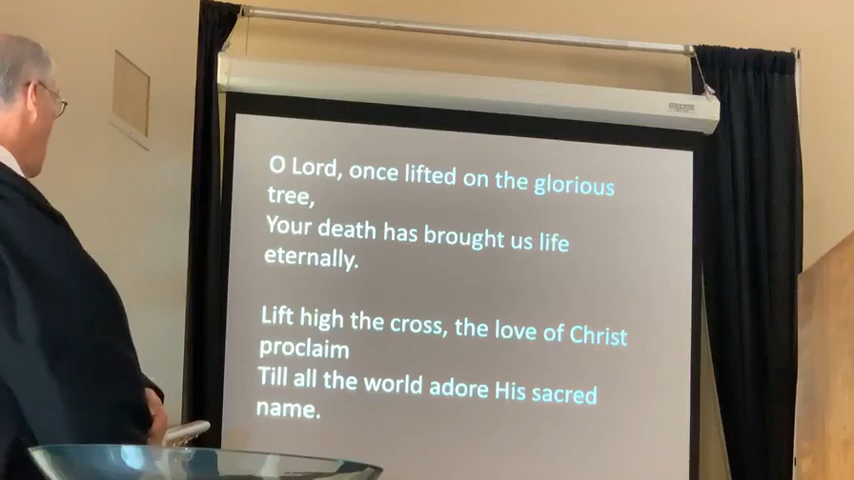 O Lord, once lifted on the glorious
tree,
Your death has brought us life
eternally.
Lift high the cross, the love of Christ
proclaim
Till all the world adore His sacred
name.